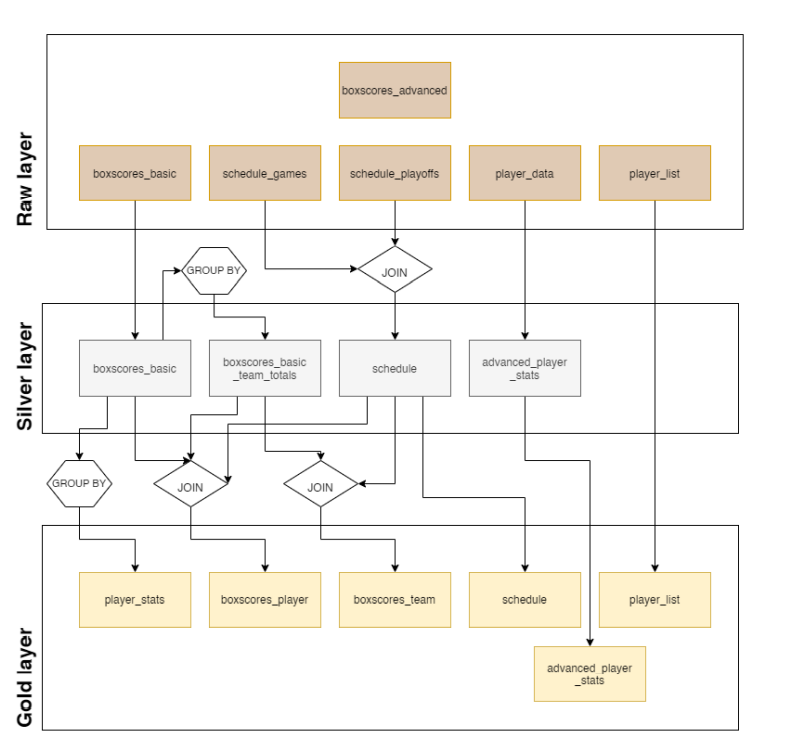 Raw layer
boxscores_advanced
boxscores_basic
schedule_games
schedule_playoffs
player_data
player_list
GROUP BY
JOIN
Silver layer
boxscores_basic
boxscores_basic
_team_totals
schedule
advanced_player
_stats
GROUP BY
JOIN
JOIN
Gold layer
player_stats
boxscores_player
boxscores_team
schedule
player_list
advanced_player
_stats